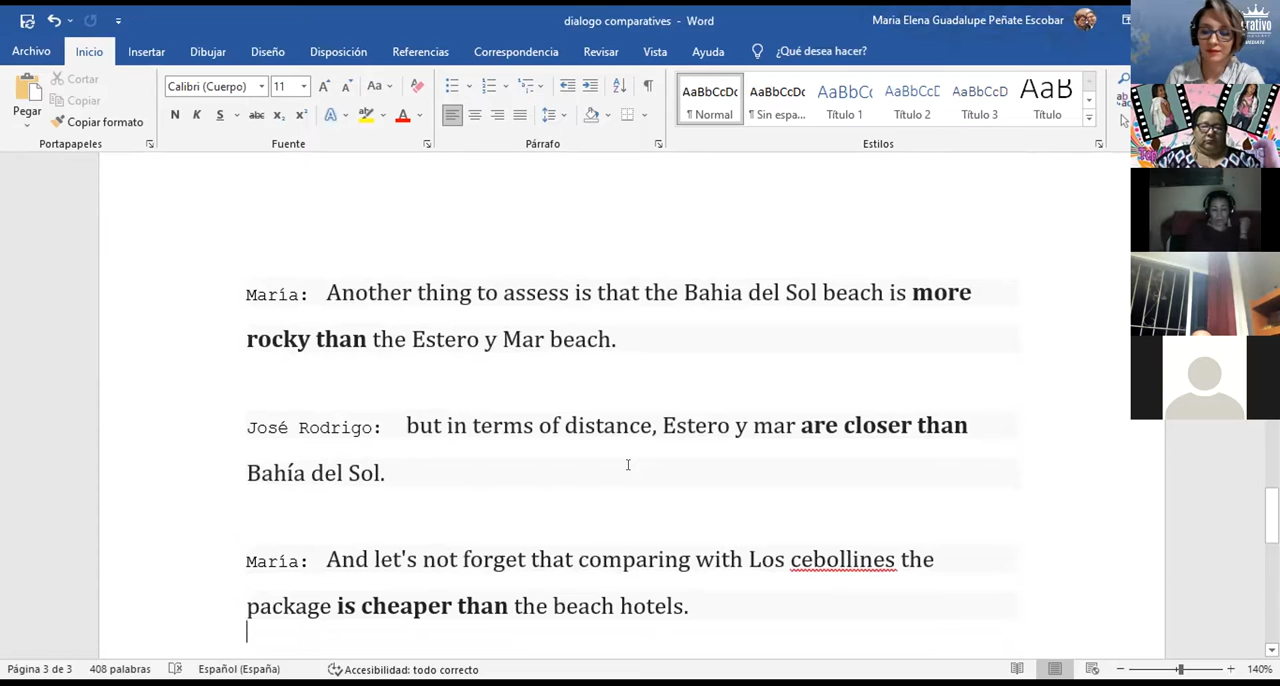 dialogo comparatives - Word
Maria Elena Guadalupe Peñate Escobar
Archivo Inicio Insertar Dibujar Diseño Disposición Referencias Correspondencia Revisar Vista Ayuda ¿Qué desea hacer?
Pegar
Cortar
Copiar
Copiar formato
Portapapeles
Calibri (Cuerpo) 11
Aa
N K S abc x₂ x² A A
Fuente
Párrafo
AaBbCcDc
¶ Normal
AaBbCcDc
¶ Sin espa...
AaBbCc
Título 1
AaBbCcC
Título 2
AaBbCcD
Título 3
AaB
Título
Estilos
María: Another thing to assess is that the Bahia del Sol beach is more
rocky than the Estero y Mar beach.
José Rodrigo: but in terms of distance, Estero y mar are closer than
Bahía del Sol.
María: And let's not forget that comparing with Los cebollines the
package is cheaper than the beach hotels.
Página 3 de 3 408 palabras Español (España) Accesibilidad: todo correcto 140%